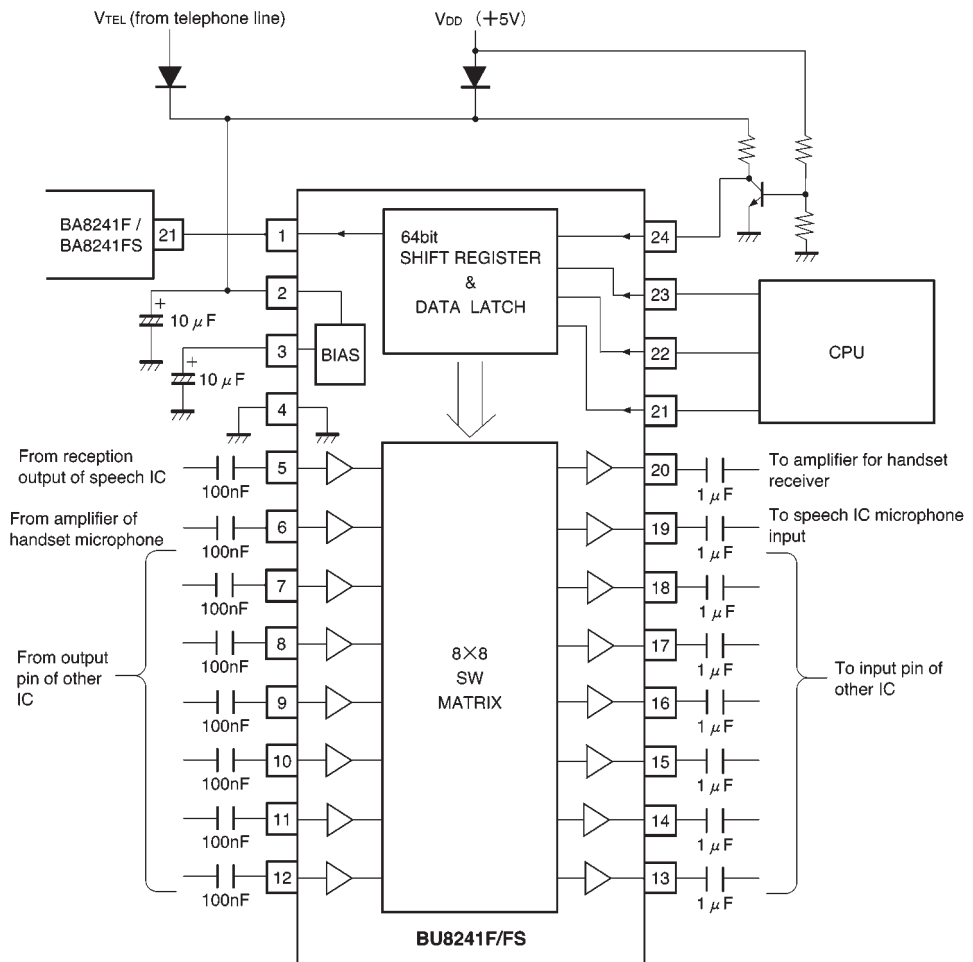 VTEL (from telephone line)
VDD (+5V)
BA8241F /
BA8241FS
21
1
64bit
SHIFT REGISTER
&
DATA LATCH
24
23
22
21
CPU
2
+
10 μF
3
+
10 μF
BIAS
4
From reception
output of speech IC
100nF
5
20
1 μF
To amplifier for handset
receiver
From amplifier of
handset microphone
100nF
6
19
1 μF
To speech IC microphone
input
100nF
7
18
1 μF
100nF
8
17
1 μF
From output
pin of other
IC
8×8
SW
MATRIX
To input pin of
other IC
100nF
9
16
1 μF
100nF
10
15
1 μF
100nF
11
14
1 μF
100nF
12
13
1 μF
BU8241F/FS